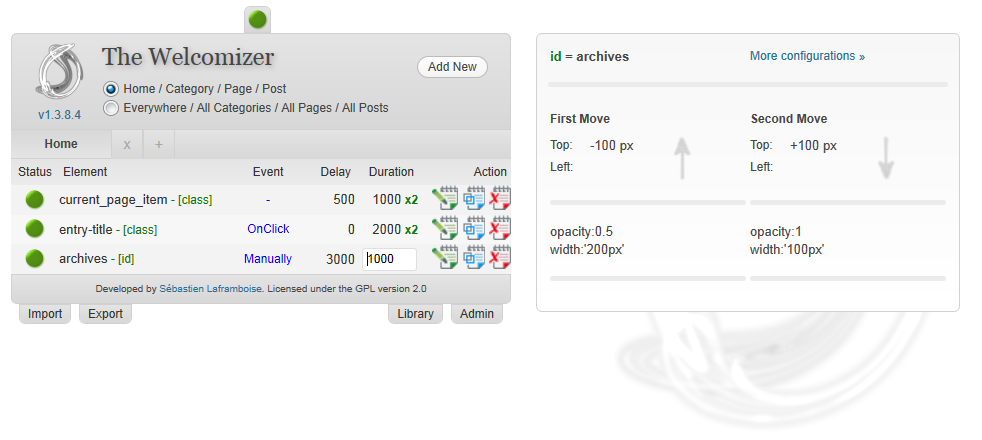 The Welcomizer
Add New
Home / Category / Page / Post
Everywhere / All Categories / All Pages / All Posts
v1.3.8.4
Home x +
Status Element Event Delay Duration Action
current_page_item - [class] - 500 1000 x2
entry-title - [class] OnClick 0 2000 x2
archives - [id] Manually 3000 1000
Developed by Sébastien Laframboise. Licensed under the GPL version 2.0
Import Export Library Admin
id = archives More configurations »
First Move Second Move
Top: -100 px Top: +100 px
Left: Left:
opacity:0.5 opacity:1
width:'200px' width:'100px'